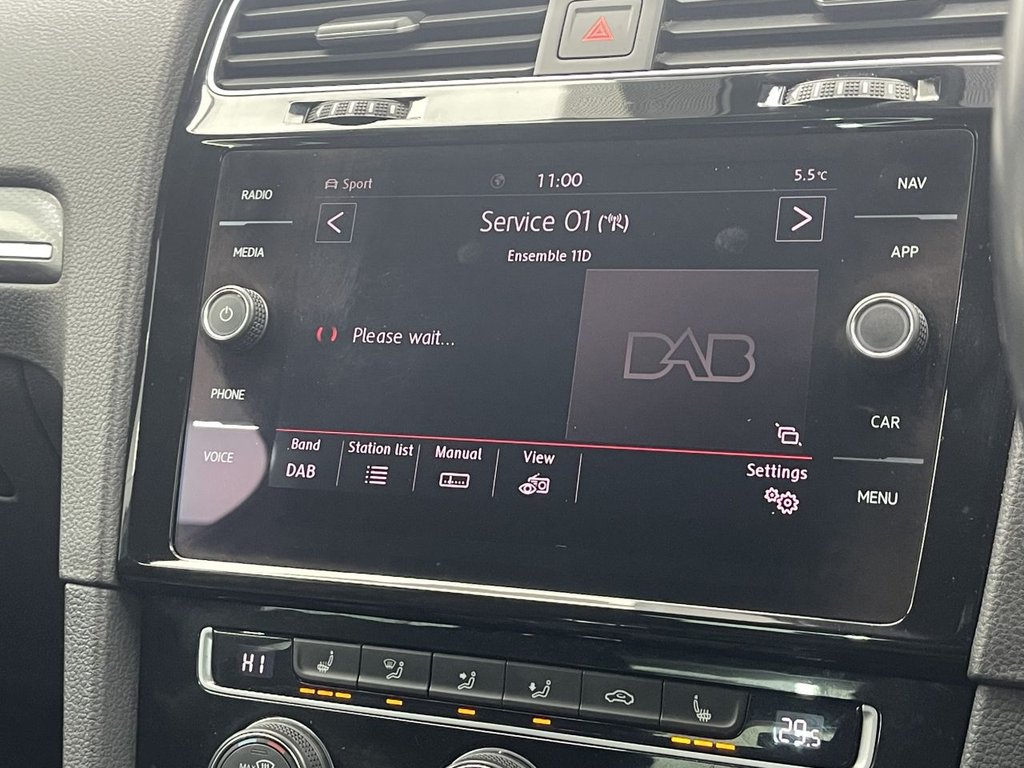 Sport 11:00 5.5°C
RADIO
NAV
< Service 01 >
Ensemble 11D
MEDIA
APP
Please wait...
DAB
PHONE
CAR
VOICE
Band Station list Manual View Settings
DAB
MENU
HI
29.5
MAX